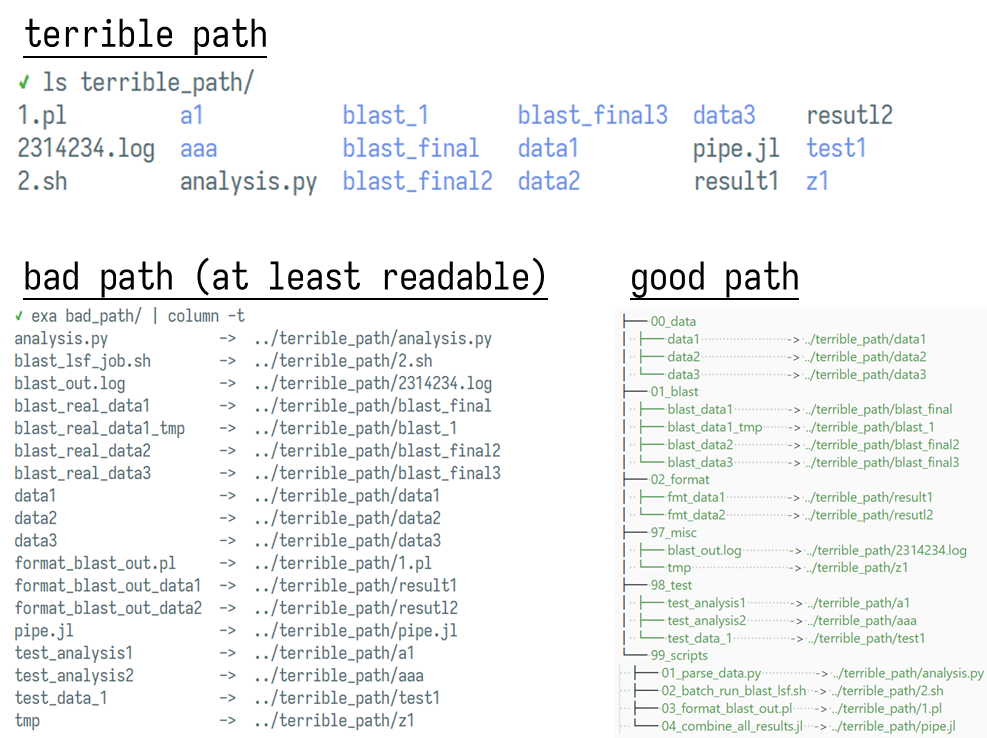 terrible path
✓ ls terrible_path/
1.pl a1 blast_1 blast_final3 data3 resutl2
2314234.log aaa blast_final data1 pipe.jl test1
2.sh analysis.py blast_final2 data2 result1 z1
bad path (at least readable)
✓ exa bad_path/ | column -t
analysis.py -> ../terrible_path/analysis.py
blast_lsf_job.sh -> ../terrible_path/2.sh
blast_out.log -> ../terrible_path/2314234.log
blast_real_data1 -> ../terrible_path/blast_final
blast_real_data1_tmp -> ../terrible_path/blast_1
blast_real_data2 -> ../terrible_path/blast_final2
blast_real_data3 -> ../terrible_path/blast_final3
data1 -> ../terrible_path/data1
data2 -> ../terrible_path/data2
data3 -> ../terrible_path/data3
format_blast_out.pl -> ../terrible_path/1.pl
format_blast_out_data1 -> ../terrible_path/result1
format_blast_out_data2 -> ../terrible_path/resutl2
pipe.jl -> ../terrible_path/pipe.jl
test_analysis1 -> ../terrible_path/a1
test_analysis2 -> ../terrible_path/aaa
test_data_1 -> ../terrible_path/test1
tmp -> ../terrible_path/z1
good path
├── 00_data
│ ├── data1 -> ../terrible_path/data1
│ ├── data2 -> ../terrible_path/data2
│ └── data3 -> ../terrible_path/data3
├── 01_blast
│ ├── blast_data1 -> ../terrible_path/blast_final
│ ├── blast_data1_tmp -> ../terrible_path/blast_1
│ ├── blast_data2 -> ../terrible_path/blast_final2
│ └── blast_data3 -> ../terrible_path/blast_final3
├── 02_format
│ ├── fmt_data1 -> ../terrible_path/result1
│ └── fmt_data2 -> ../terrible_path/resutl2
├── 97_misc
│ ├── blast_out.log -> ../terrible_path/2314234.log
│ └── tmp -> ../terrible_path/z1
├── 98_test
│ ├── test_analysis1 -> ../terrible_path/a1
│ ├── test_analysis2 -> ../terrible_path/aaa
│ └── test_data_1 -> ../terrible_path/test1
└── 99_scripts
├── 01_parse_data.py -> ../terrible_path/analysis.py
├── 02_batch_run_blast_lsf.sh -> ../terrible_path/2.sh
├── 03_format_blast_out.pl -> ../terrible_path/1.pl
└── 04_combine_all_results.jl -> ../terrible_path/pipe.jl